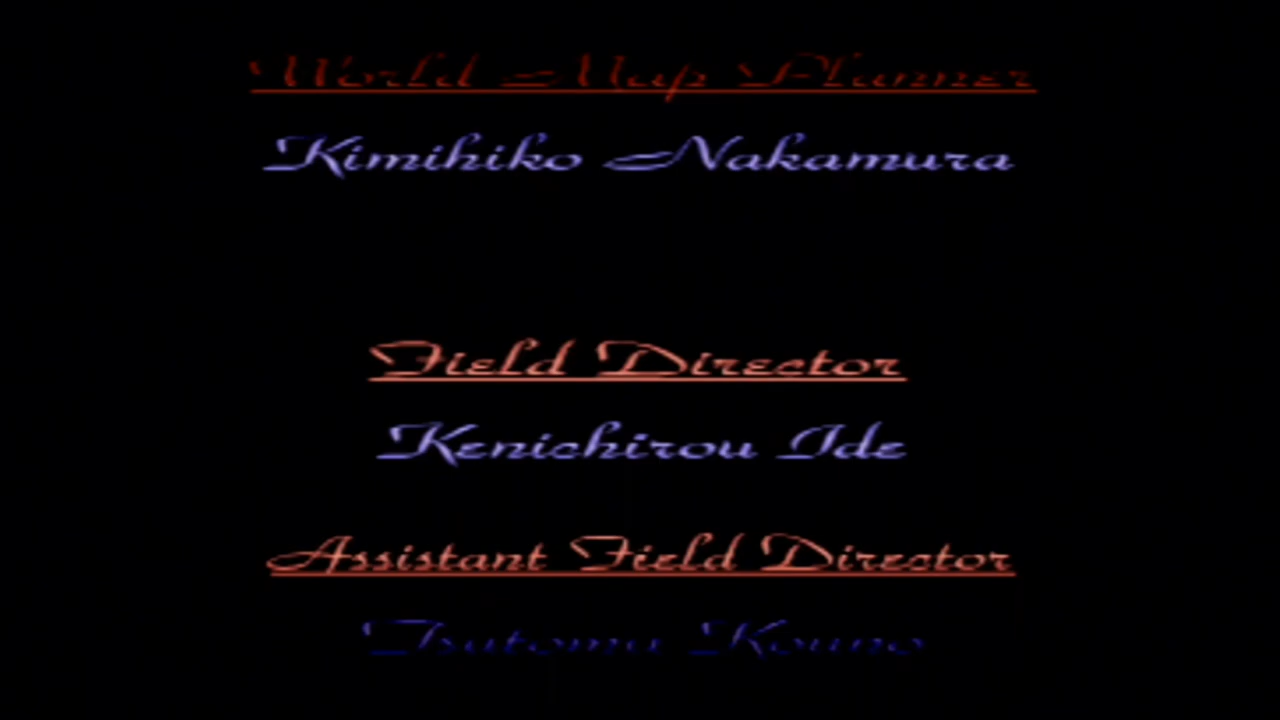 World Map Planner
Kimihiko Nakamura
Field Director
Kenichirou Ide
Assistant Field Director
Tsutomu Kouno